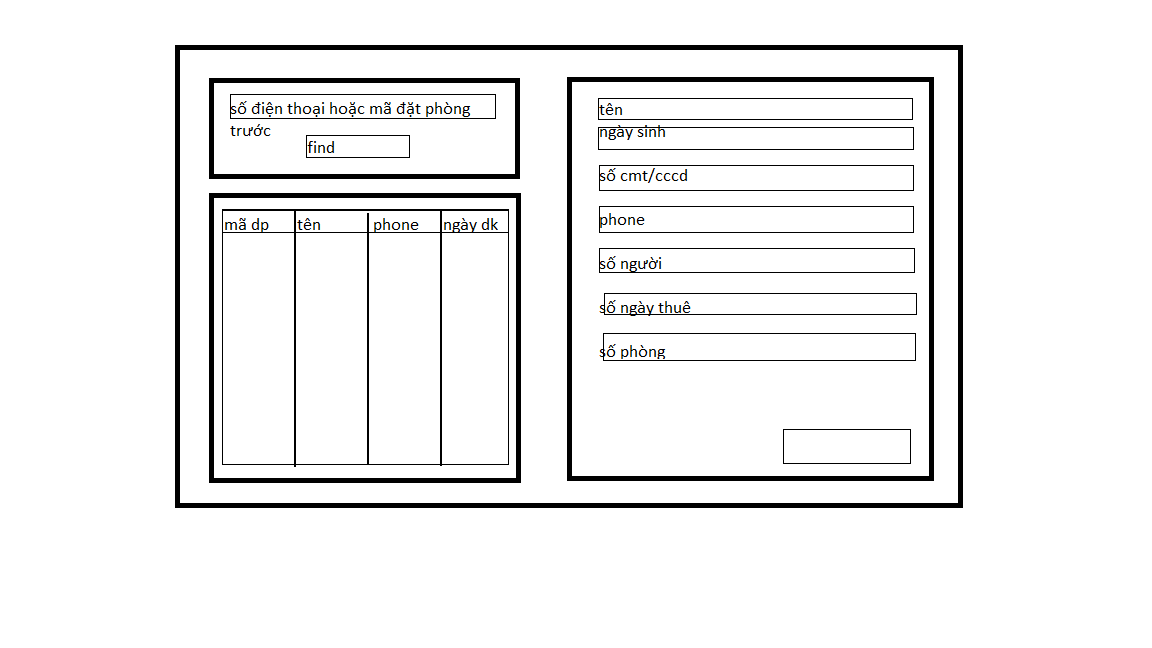 số điện thoại hoặc mã đặt phòng
trước
find
mã dp tên phone ngày dk
tên
ngày sinh
số cmt/cccd
phone
số người
số ngày thuê
số phòng